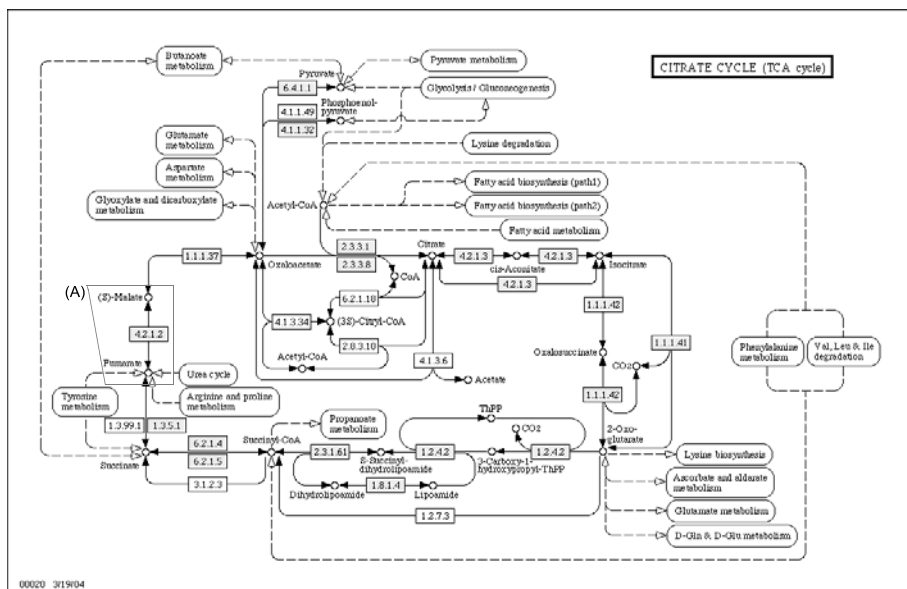 CITRATE CYCLE (TCA cycle)
Butanoate
metabolism
Pyruvate
Pyruvate metabolism
6.4.1.1
Glycolysis / Gluconeogenesis
4.1.1.49
Phosphoenol-
pyruvate
4.1.1.32
Glutamate
metabolism
Lysine degradation
Aspartate
metabolism
Fatty acid biosynthesis (path1)
Glyoxylate and dicarboxylate
metabolism
Acetyl-CoA
Fatty acid biosynthesis (path2)
Fatty acid metabolism
1.1.1.37
Oxaloacetate
2.3.3.1
2.3.3.8
Citrate
4.2.1.3
cis-Aconitate
4.2.1.3
Isocitrate
4.2.1.3
CoA
(A)
(S)-Malate
6.2.1.18
1.1.1.42
4.1.3.34
(3S)-Citryl-CoA
4.2.1.2
2.8.3.10
1.1.1.41
Oxalosuccinate
Phenylalanine
metabolism
Val, Leu & Ile
degradation
Fumarate
Acetyl-CoA
4.1.3.6
CO2
Urea cycle
Acetate
Tyrosine
metabolism
Arginine and proline
metabolism
1.1.1.42
ThPP
1.3.99.1
1.3.5.1
Propanoate
metabolism
CO2
2-Oxo-
glutarate
6.2.1.4
Succinyl-CoA
6.2.1.5
2.3.1.61
S-Succinyl-
dihydrolipoamide
1.2.4.2
3-Carboxy-1-
hydroxypropyl-ThPP
1.2.4.2
Lysine biosynthesis
Succinate
3.1.2.3
Dihydrolipoamide
1.8.1.4
Lipoamide
Ascorbate and aldarate
metabolism
1.2.7.3
Glutamate metabolism
D-Gln & D-Glu metabolism
00020 3/19/04